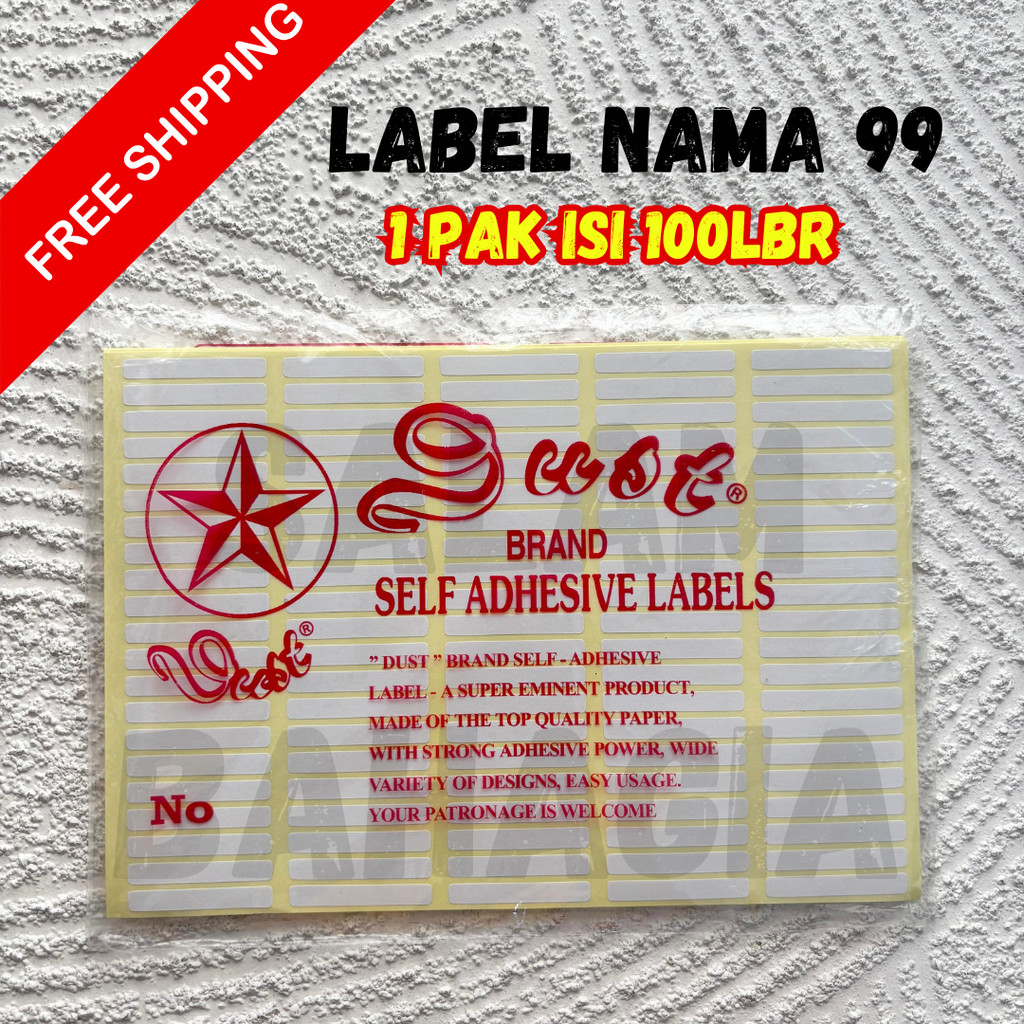 FREE SHIPPING
LABEL NAMA 99
1 PAK ISI 100LBR
Dust®
BRAND
SELF ADHESIVE LABELS
Dust®
" DUST " BRAND SELF - ADHESIVE
LABEL - A SUPER EMINENT PRODUCT,
MADE OF THE TOP QUALITY PAPER,
WITH STRONG ADHESIVE POWER, WIDE
VARIETY OF DESIGNS, EASY USAGE.
YOUR PATRONAGE IS WELCOME
No
SALAM
BAHAGIA